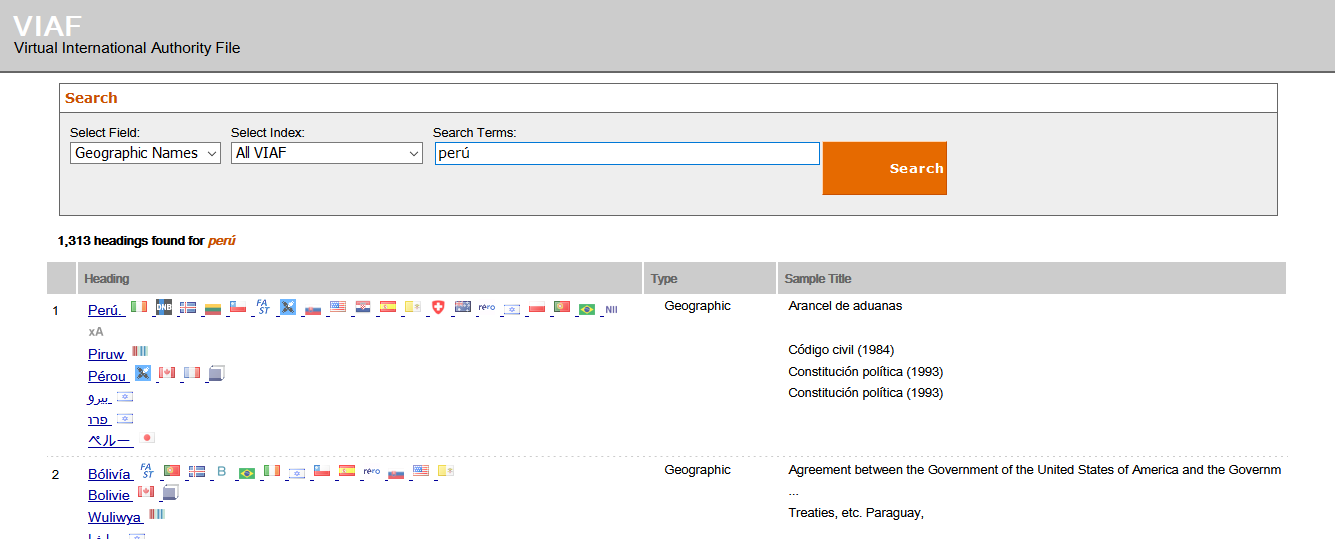 VIAF
Virtual International Authority File
Search
Select Field: Select Index: Search Terms:
Geographic Names All VIAF perú Search
1,313 headings found for perú
Heading Type Sample Title
1 Perú. DNB FAST rero NII Geographic Arancel de aduanas
xA
Piruw Código civil (1984)
Pérou Constitución política (1993)
بيرو Constitución política (1993)
פרו
ペルー
2 Bólivía FAST B rero Geographic Agreement between the Government of the United States of America and the Governm
Bolivie ...
Wuliwya Treaties, etc. Paraguay,